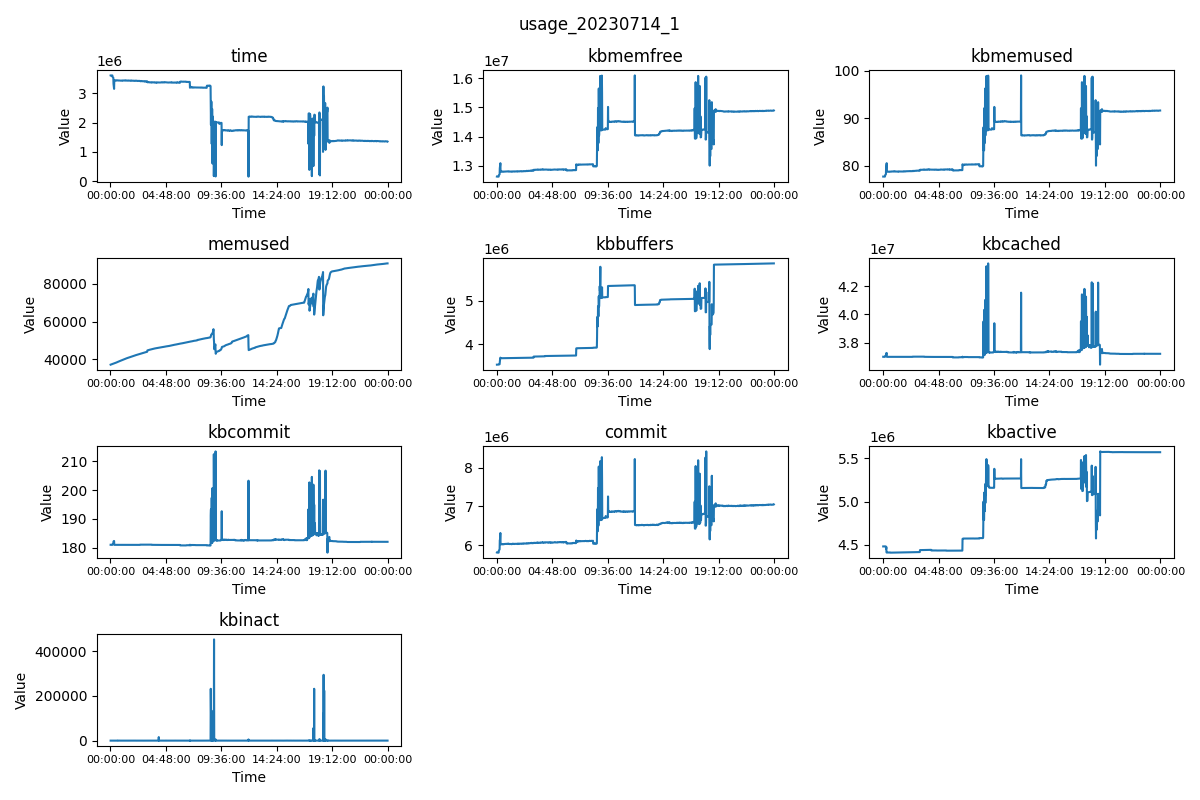 usage_20230714_1
time
1e6
Value
3
2
1
0
00:00:00 04:48:00 09:36:00 14:24:00 19:12:00 00:00:00
Time
kbmemfree
1e7
Value
1.6
1.5
1.4
1.3
00:00:00 04:48:00 09:36:00 14:24:00 19:12:00 00:00:00
Time
kbmemused
Value
100
90
80
00:00:00 04:48:00 09:36:00 14:24:00 19:12:00 00:00:00
Time
memused
Value
80000
60000
40000
00:00:00 04:48:00 09:36:00 14:24:00 19:12:00 00:00:00
Time
kbbuffers
1e6
Value
5
4
00:00:00 04:48:00 09:36:00 14:24:00 19:12:00 00:00:00
Time
kbcached
1e7
Value
4.2
4.0
3.8
00:00:00 04:48:00 09:36:00 14:24:00 19:12:00 00:00:00
Time
kbcommit
Value
210
200
190
180
00:00:00 04:48:00 09:36:00 14:24:00 19:12:00 00:00:00
Time
commit
1e6
Value
8
7
6
00:00:00 04:48:00 09:36:00 14:24:00 19:12:00 00:00:00
Time
kbactive
1e6
Value
5.5
5.0
4.5
00:00:00 04:48:00 09:36:00 14:24:00 19:12:00 00:00:00
Time
kbinact
Value
400000
200000
0
00:00:00 04:48:00 09:36:00 14:24:00 19:12:00 00:00:00
Time